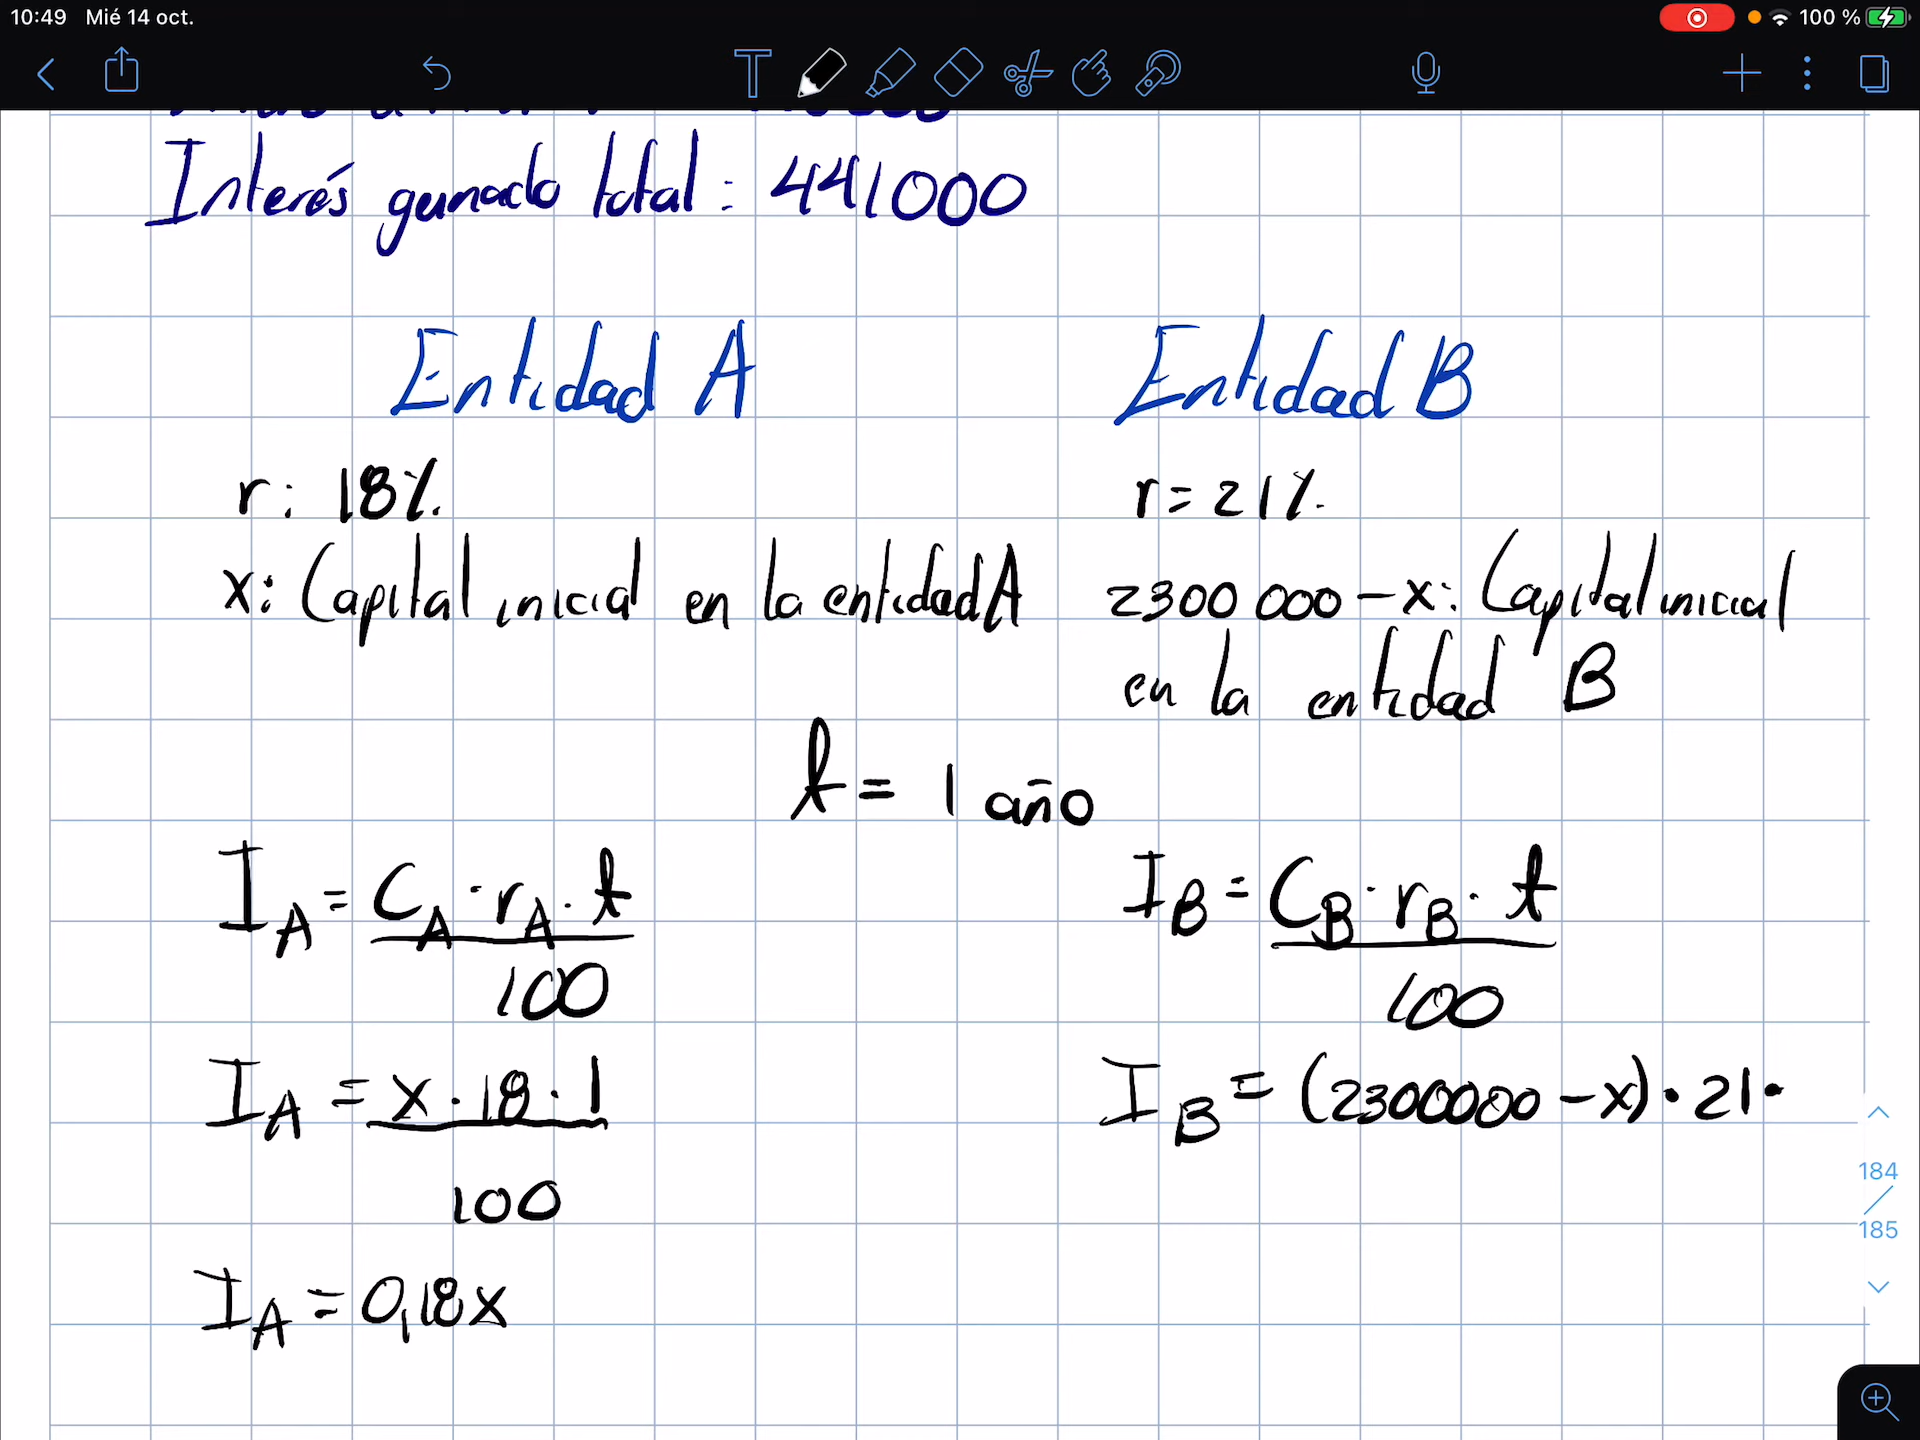 10:49 Mié 14 oct.
100 %
Interés ganado total: 441000
Entidad A
Entidad B
r: 18%.
r = 21%.
x: Capital inicial en la entidad A
2300 000 - x: Capital inicial
en la entidad B
t = 1 año
I_A = C_A · r_A · t
100
I_B = C_B · r_B · t
100
I_A = x · 18 · 1
100
I_B = (2300000 - x) · 21 ·
I_A = 0,18x
184
/
185